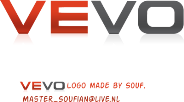 VEVO
VEVO LOGO MADE BY SOUF.
MASTER_SOUFIAN@LIVE.NL